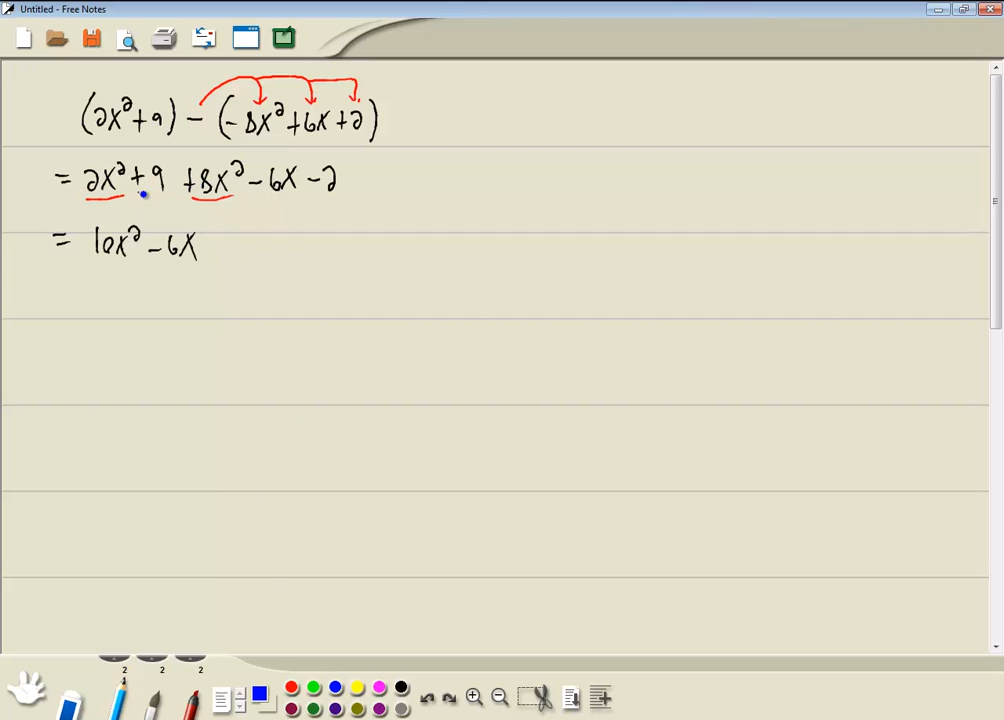 Untitled - Free Notes
(2x²+9) - (-8x²+6x+2)
= 2x²+9 +8x² -6x -2
= 10x² -6x
2 2 2